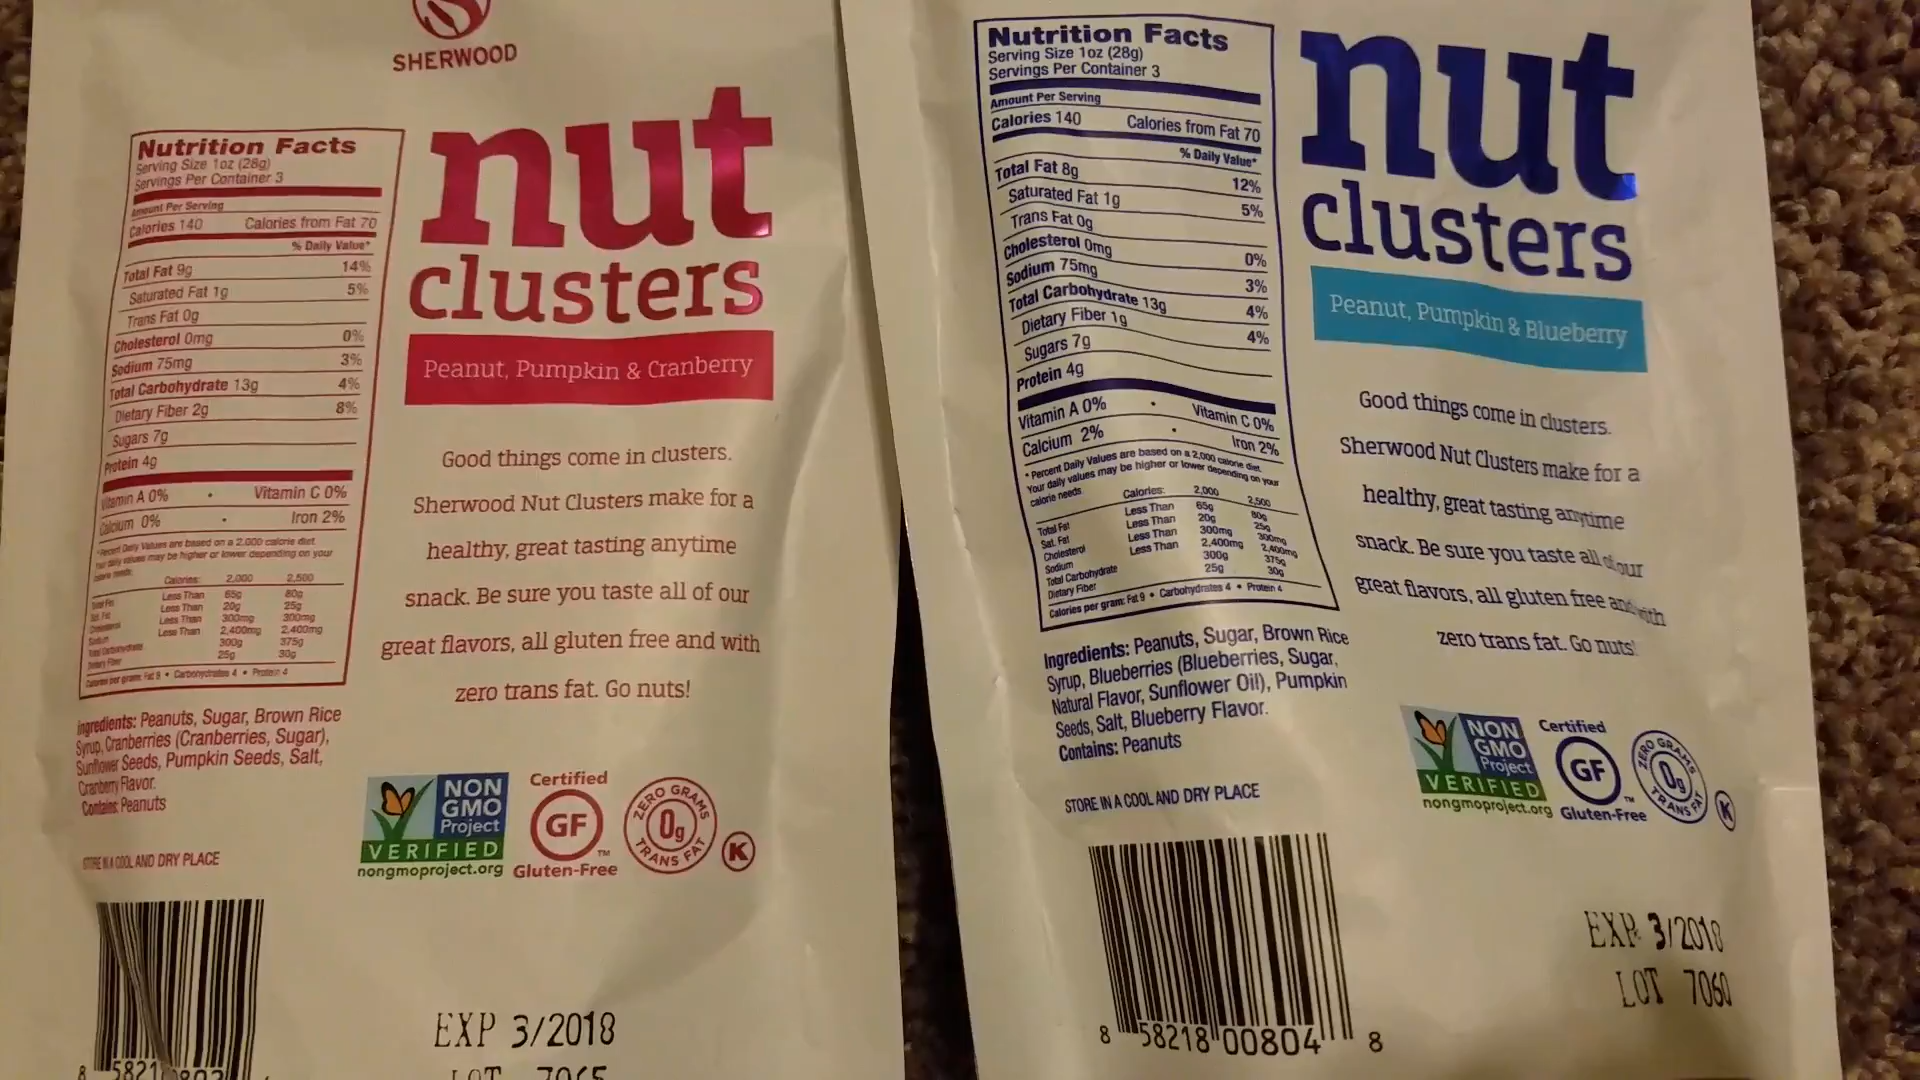 SHERWOOD
nut
clusters
Peanut, Pumpkin & Cranberry
Nutrition Facts
Serving Size 1oz (28g)
Servings Per Container 3
Amount Per Serving
Calories 140 Calories from Fat 70
% Daily Value*
Total Fat 9g 14%
Saturated Fat 1g 5%
Trans Fat 0g
Cholesterol 0mg 0%
Sodium 75mg 3%
Total Carbohydrate 13g 4%
Dietary Fiber 2g 8%
Sugars 7g
Protein 4g
Vitamin A 0% • Vitamin C 0%
Calcium 0% • Iron 2%
*Percent Daily Values are based on a 2,000 calorie diet.
Your daily values may be higher or lower depending on your
calorie needs.
Calories: 2,000 2,500
Total Fat Less Than 65g 80g
Sat. Fat Less Than 20g 25g
Cholesterol Less Than 300mg 300mg
Sodium Less Than 2,400mg 2,400mg
Total Carbohydrate 300g 375g
Dietary Fiber 25g 30g
Calories per gram: Fat 9 • Carbohydrates 4 • Protein 4
Ingredients: Peanuts, Sugar, Brown Rice
Syrup, Cranberries (Cranberries, Sugar),
Sunflower Seeds, Pumpkin Seeds, Salt,
Cranberry Flavor.
Contains: Peanuts
STORE IN A COOL AND DRY PLACE
Good things come in clusters.
Sherwood Nut Clusters make for a
healthy, great tasting anytime
snack. Be sure you taste all of our
great flavors, all gluten free and with
zero trans fat. Go nuts!
NON
GMO
Project
VERIFIED
nongmoproject.org
Certified
GF
TM
Gluten-Free
ZERO GRAMS
0g
TRANS FAT
K
EXP 3/2018
LOT 7065
Nutrition Facts
Serving Size 1oz (28g)
Servings Per Container 3
Amount Per Serving
Calories 140 Calories from Fat 70
% Daily Value*
Total Fat 8g 12%
Saturated Fat 1g 5%
Trans Fat 0g
Cholesterol 0mg 0%
Sodium 75mg 3%
Total Carbohydrate 13g 4%
Dietary Fiber 1g 4%
Sugars 7g
Protein 4g
Vitamin A 0% • Vitamin C 0%
Calcium 2% • Iron 2%
* Percent Daily Values are based on a 2,000 calorie diet.
Your daily values may be higher or lower depending on your
calorie needs.
Calories: 2,000 2,500
Total Fat Less Than 65g 80g
Sat. Fat Less Than 20g 25g
Cholesterol Less Than 300mg 300mg
Sodium Less Than 2,400mg 2,400mg
Total Carbohydrate 300g 375g
Dietary Fiber 25g 30g
Calories per gram: Fat 9 • Carbohydrates 4 • Protein 4
Ingredients: Peanuts, Sugar, Brown Rice
Syrup, Blueberries (Blueberries, Sugar,
Natural Flavor, Sunflower Oil), Pumpkin
Seeds, Salt, Blueberry Flavor.
Contains: Peanuts
STORE IN A COOL AND DRY PLACE
8 58218 00804 8
nut
clusters
Peanut, Pumpkin & Blueberry
Good things come in clusters.
Sherwood Nut Clusters make for a
healthy, great tasting anytime
snack. Be sure you taste all of our
great flavors, all gluten free and with
zero trans fat. Go nuts!
NON
GMO
Project
VERIFIED
nongmoproject.org
Certified
GF
TM
Gluten-Free
ZERO GRAMS
0g
TRANS FAT
K
EXP 3/2018
LOT 7060